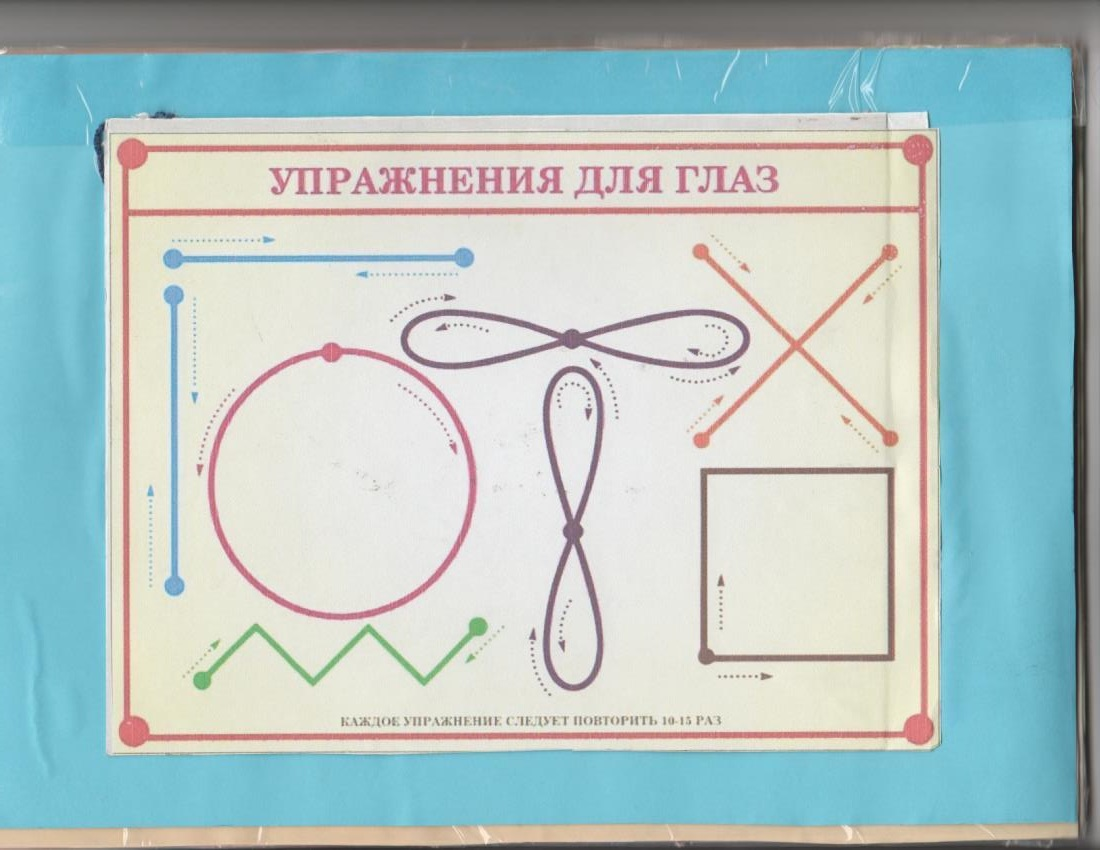 УПРАЖНЕНИЯ ДЛЯ ГЛАЗ
КАЖДОЕ УПРАЖНЕНИЕ СЛЕДУЕТ ПОВТОРИТЬ 10-15 РАЗ